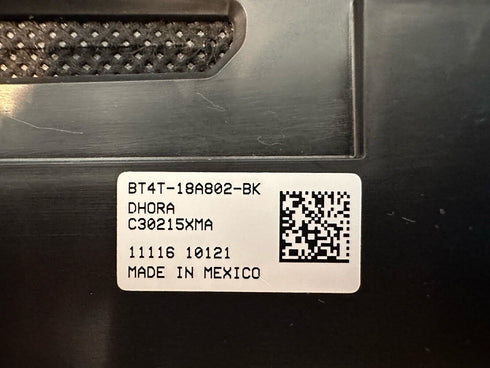 BT4T-18A802-BK
DHORA
C30215XMA
11116 10121
MADE IN MEXICO